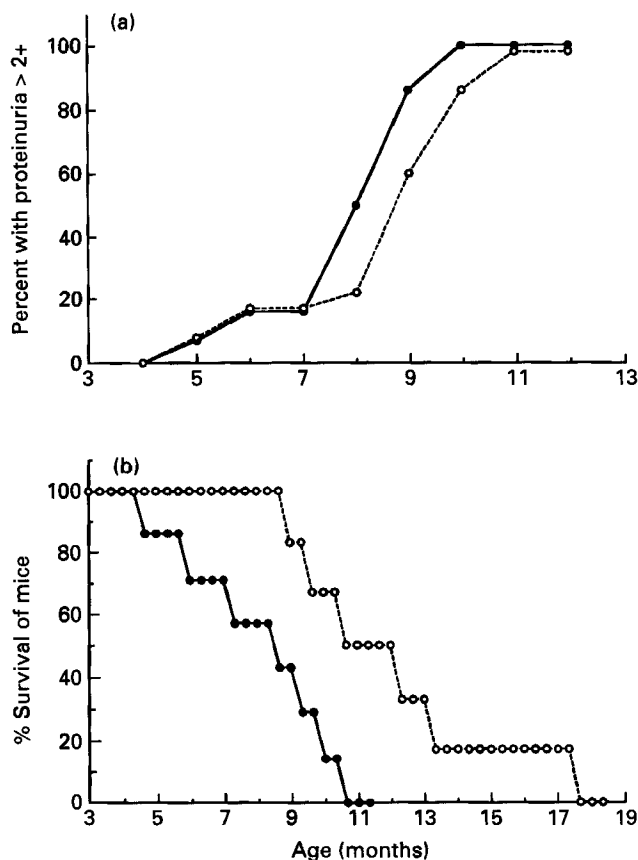 (a)
Percent with proteinuria > 2+
100
80
60
40
20
0
3 5 7 9 11 13
(b)
% Survival of mice
100
80
60
40
20
0
3 5 7 9 11 13 15 17 19
Age (months)